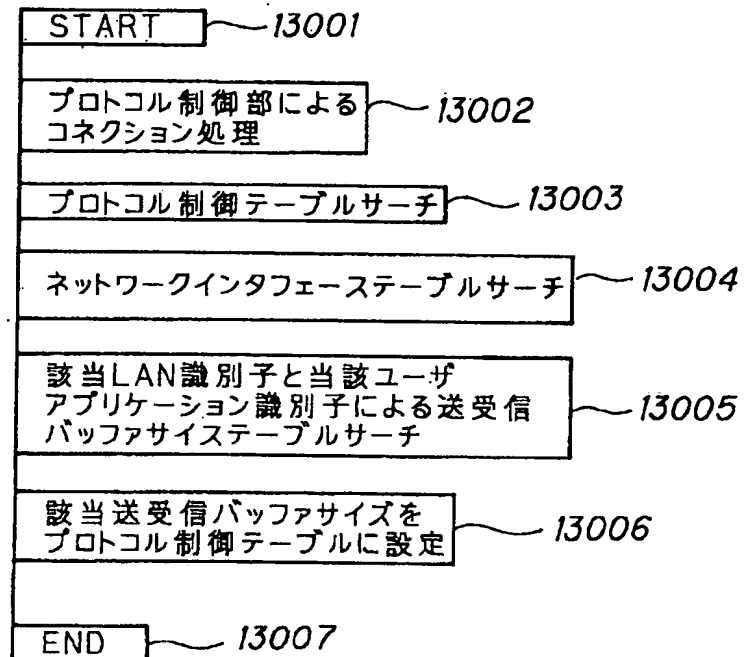 START 13001
プロトコル制御部による
コネクション処理 13002
プロトコル制御テーブルサーチ 13003
ネットワークインタフェーステーブルサーチ 13004
該当LAN識別子と当該ユーザ
アプリケーション識別子による送受信 13005
バッファサイステーブルサーチ
該当送受信バッファサイズを
プロトコル制御テーブルに設定 13006
END 13007